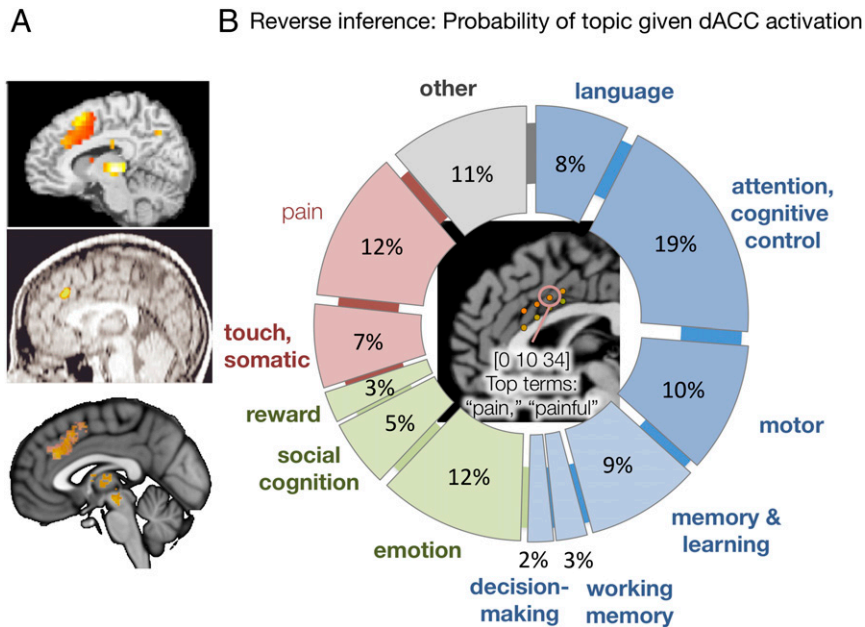 A
B Reverse inference: Probability of topic given dACC activation
other
language
11%
8%
pain
attention,
cognitive
control
12%
19%
touch,
somatic
7%
[0 10 34]
Top terms:
“pain,” “painful”
3%
10%
reward
5%
motor
social
cognition
12%
9%
emotion
memory &
learning
2%
3%
decision-
making
working
memory